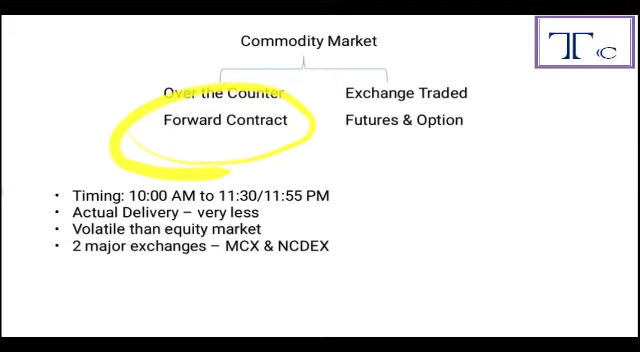 Commodity Market
Tc
Over the Counter Exchange Traded
Forward Contract Futures & Option
• Timing: 10:00 AM to 11:30/11:55 PM
• Actual Delivery – very less
• Volatile than equity market
• 2 major exchanges – MCX & NCDEX